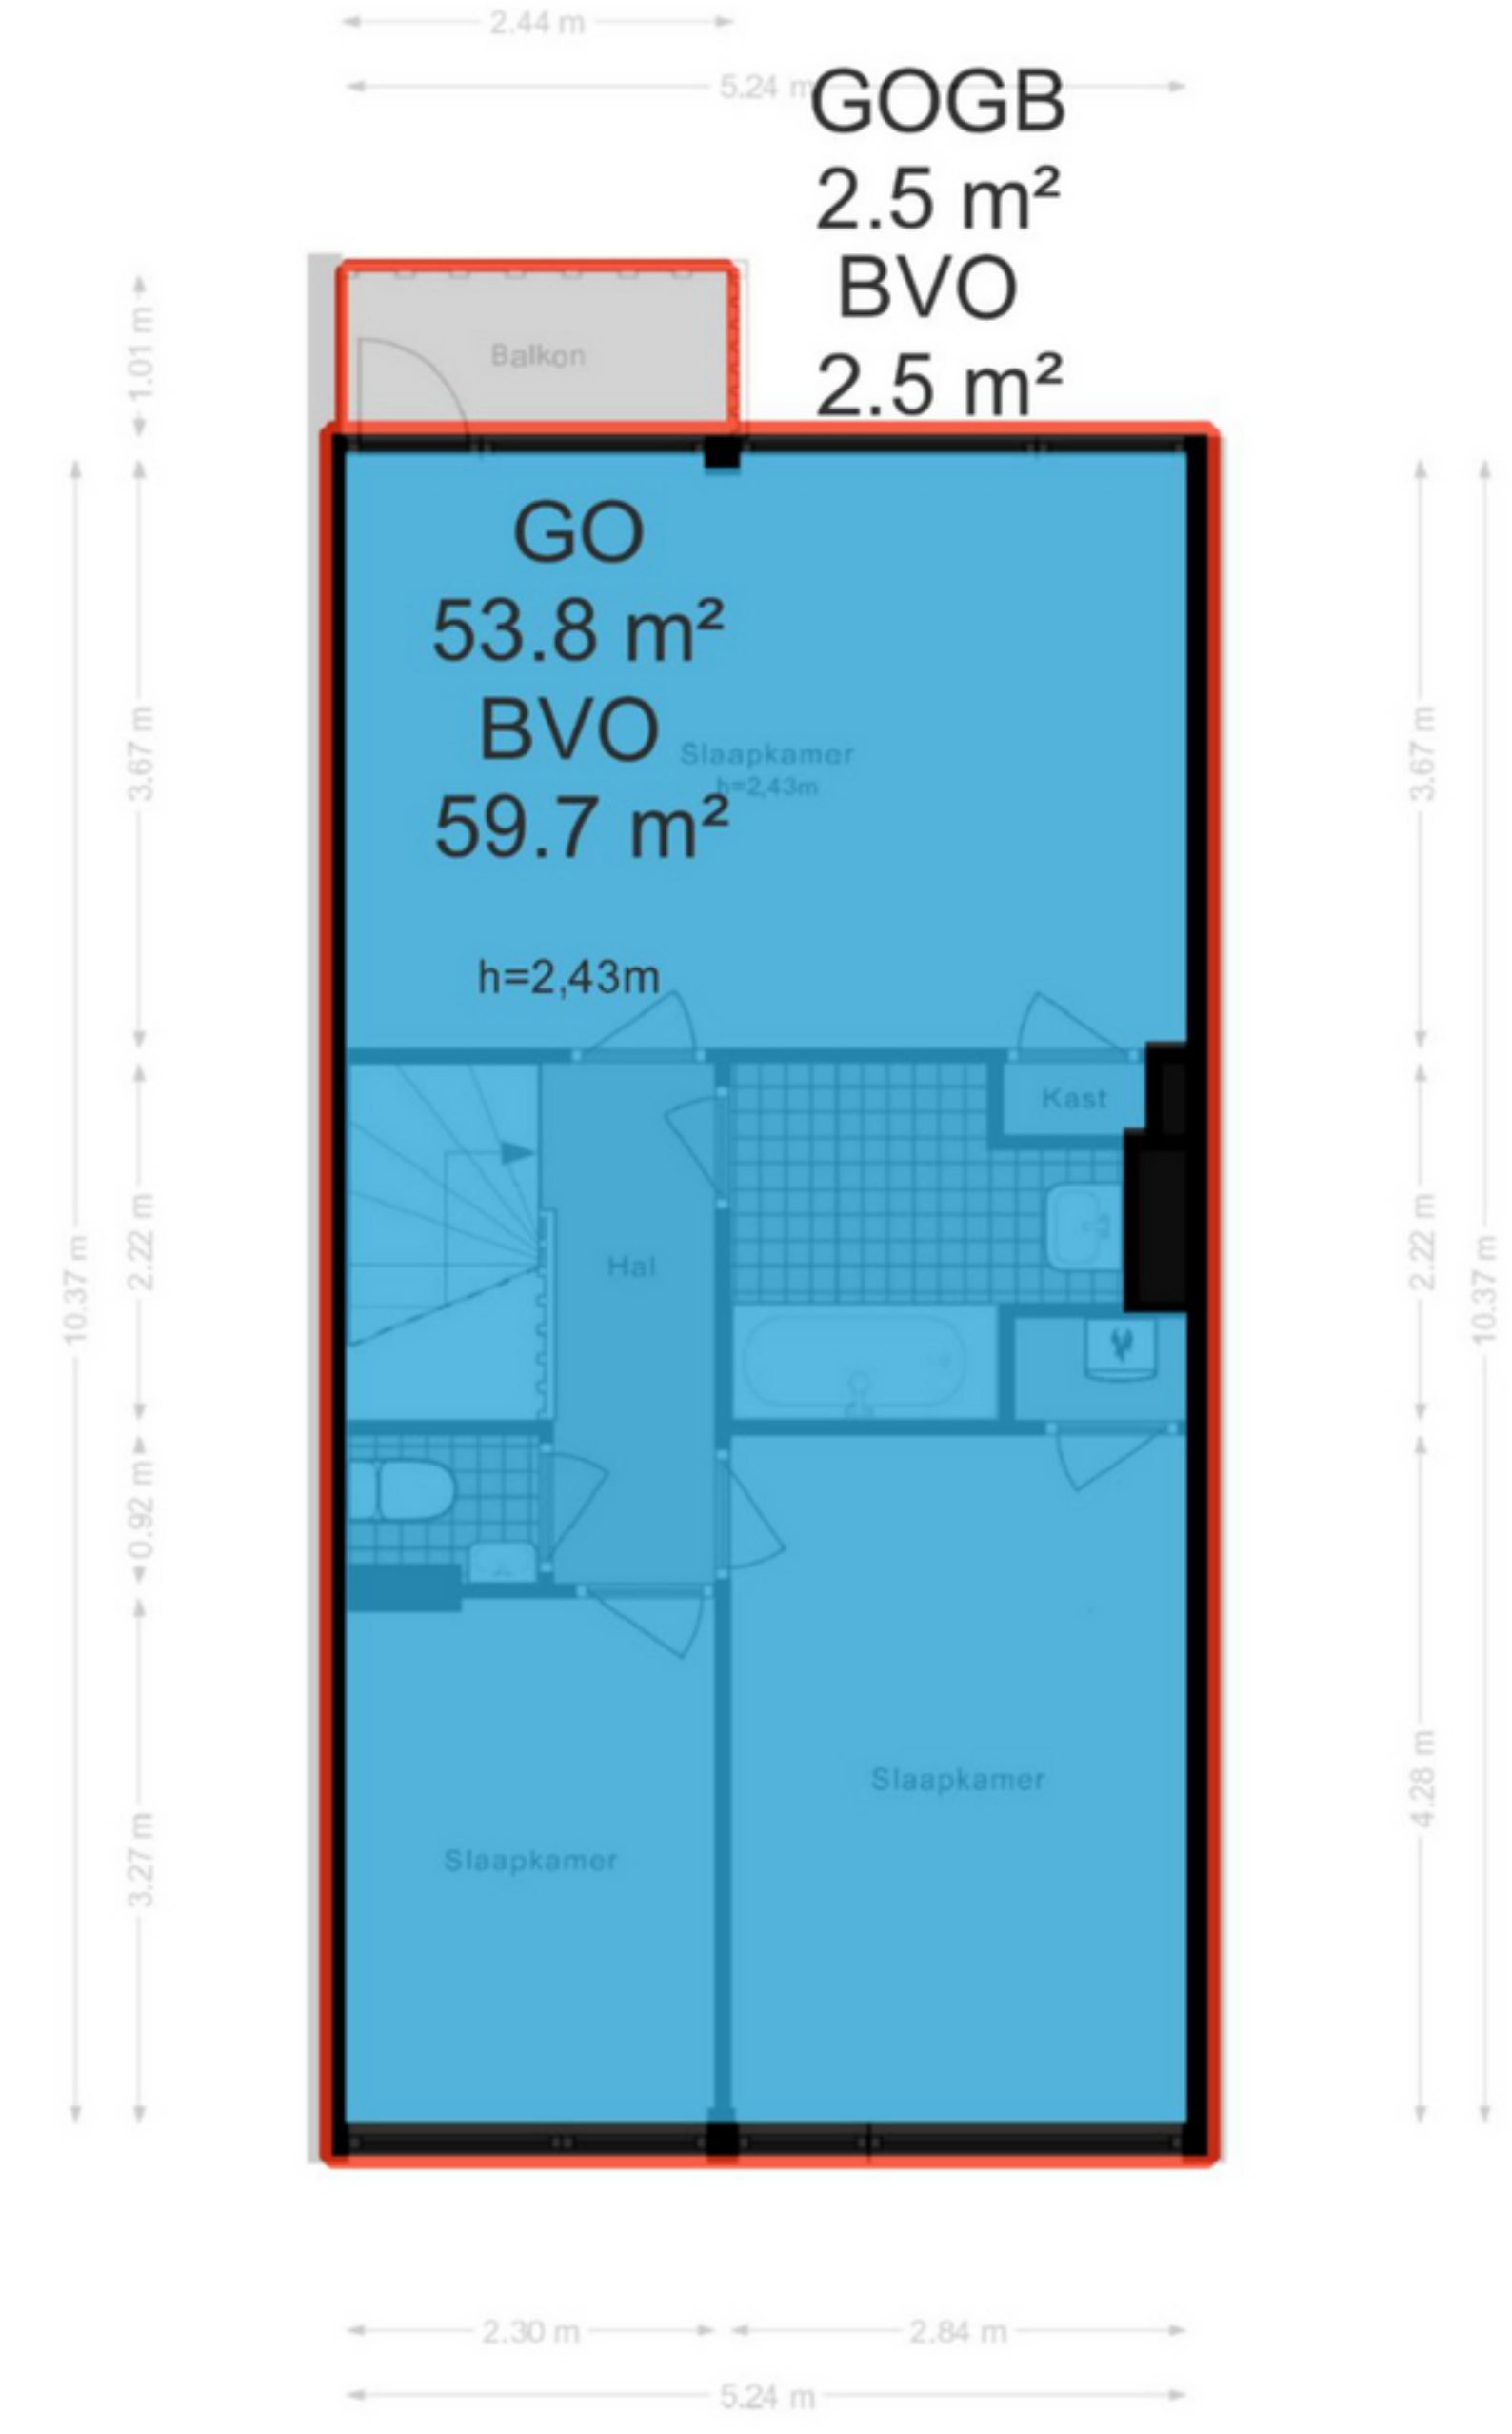 2.44 m
5.24 m
GOGB
2.5 m²
BVO
2.5 m²
1.01 m
Balkon
GO
53.8 m²
BVO
59.7 m²
Slaapkamer
h=2,43m
3.67 m
3.67 m
h=2,43m
Kast
Hal
2.22 m
2.22 m
10.37 m
10.37 m
0.92 m
Slaapkamer
4.28 m
Slaapkamer
3.27 m
2.30 m
2.84 m
5.24 m